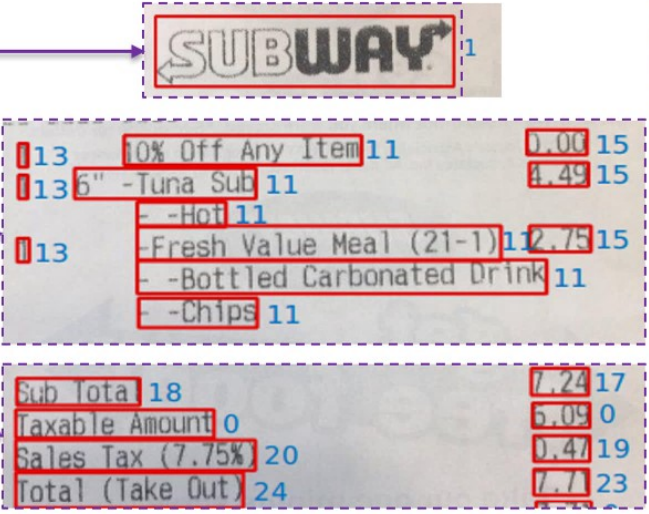 SUBWAY 1
1 13 10% Off Any Item 11 0.00 15
1 13 6" -Tuna Sub 11 4.49 15
- -Hot 11
1 13 -Fresh Value Meal (21-1) 11 2.75 15
- -Bottled Carbonated Drink 11
- -Chips 11
Sub Total 18 7.24 17
Taxable Amount 0 6.09 0
Sales Tax (7.75%) 20 0.47 19
Total (Take Out) 24 7.71 23